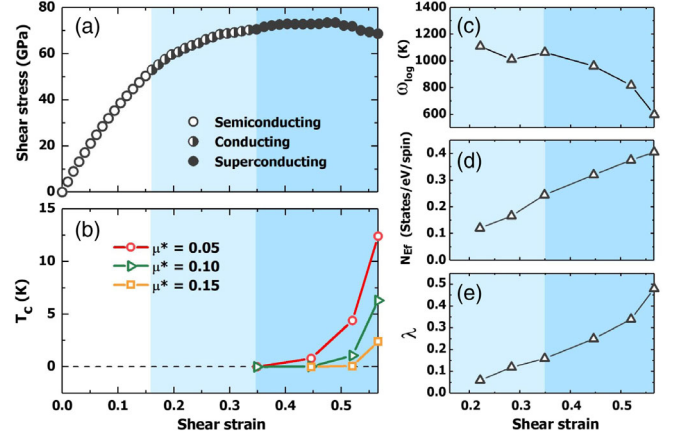 (a)
Shear stress (GPa)
80
60
40
20
0
Semiconducting
Conducting
Superconducting
(b)
T_C (K)
15
10
5
0
μ* = 0.05
μ* = 0.10
μ* = 0.15
0.0 0.1 0.2 0.3 0.4 0.5
Shear strain
(c)
ω_log (K)
1400
1200
1000
800
600
(d)
N_Ef (States/eV/spin)
0.4
0.3
0.2
0.1
0.0
(e)
λ
0.5
0.4
0.3
0.2
0.1
0.0
0.2 0.3 0.4 0.5
Shear strain